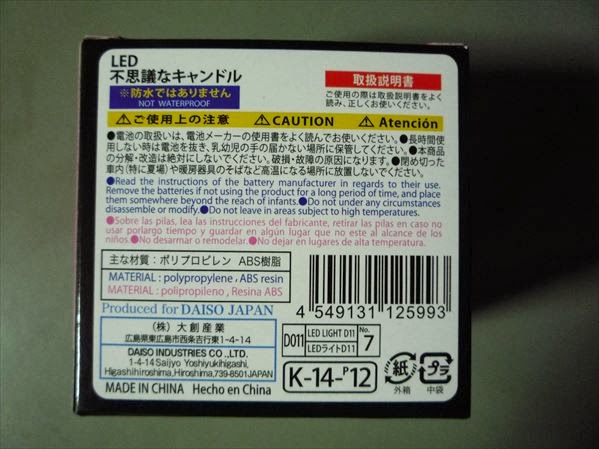 LED
不思議なキャンドル
※防水ではありません
NOT WATERPROOF
取扱説明書
ご使用の際は取扱説明書をよく
読み、正しくお使いください。
⚠ご使用上の注意 ⚠CAUTION ⚠Atención
●電池の取扱いは、電池メーカーの使用書をよく読んでお使いください。●長時間使
用しない時は電池を抜き、乳幼児の手の届かない場所に保管してください。●本商品
の分解・改造は絶対にしないでください。破損・故障の原因になります。●閉め切った
車内(特に夏場)や暖房器具のそばなど高温になる場所に放置しないでください。
●Read the instructions of the battery manufacturer in regards to their use.
Remove the batteries if not using the product for a long period of time, and place
them somewhere beyond the reach of infants.●Do not under any circumstances
disassemble or modify.●Do not leave in areas subject to high temperatures.
●Sobre las pilas, lea las instrucciones del fabricante, retirar las pilas en caso no
usar porlargo tiempo y guardar en algun lugar que no este al alcance de los
niños.●No desarmar o remodelar.●No dejar en lugares de alta temperatura.
主な材質:ポリプロピレン ABS樹脂
MATERIAL : polypropylene , ABS resin
MATERIAL : polipropileno , Resina ABS
Produced for DAISO JAPAN
(株)大創産業
広島県東広島市西条吉行東1-4-14
DAISO INDUSTRIES CO., LTD.
1-4-14 Saijyo Yoshiyukihigashi,
Higashihiroshima,Hiroshima,739-8501JAPAN
MADE IN CHINA Hecho en China
4 549131 125993
D011 LED LIGHT D11 No. 7
LEDライトD11
K-14-P12
紙 外箱
プラ 中袋